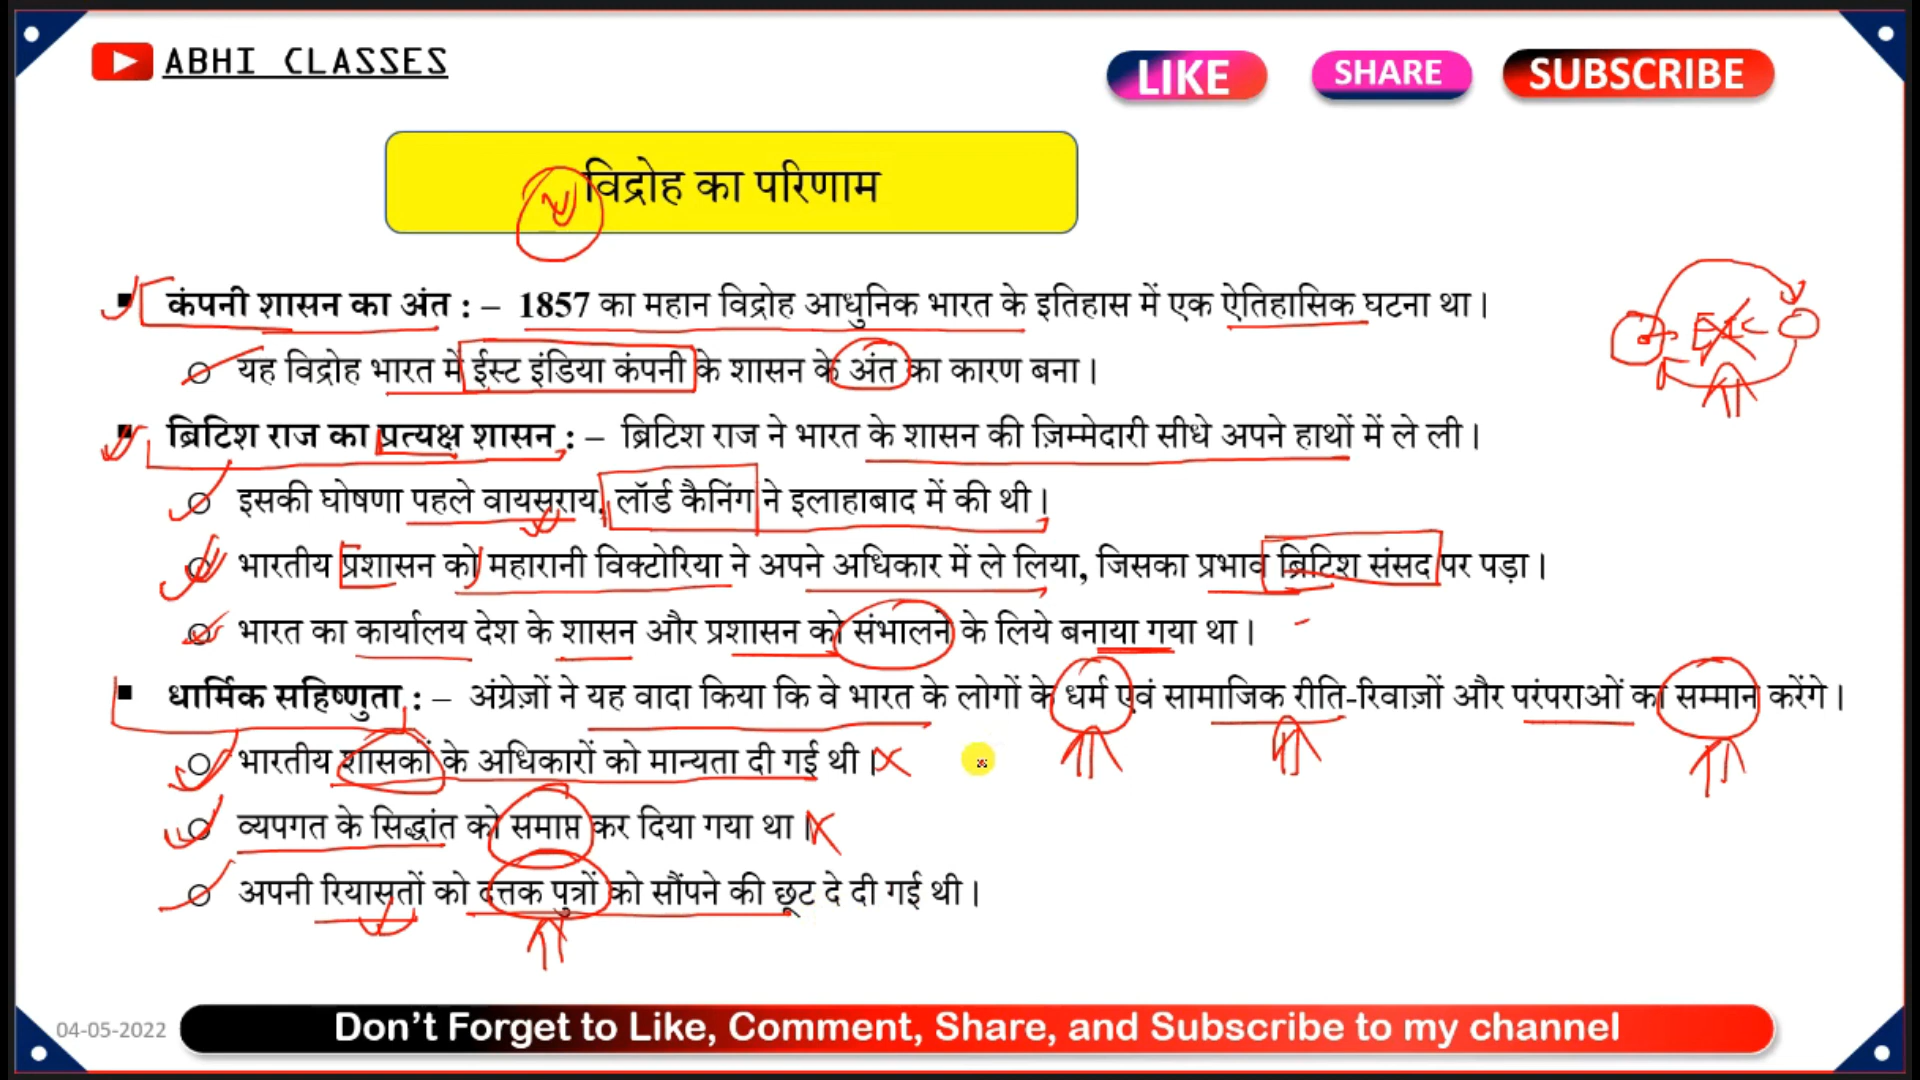 ABHI CLASSES
LIKE
SHARE
SUBSCRIBE
विद्रोह का परिणाम
▪ कंपनी शासन का अंत : – 1857 का महान विद्रोह आधुनिक भारत के इतिहास में एक ऐतिहासिक घटना था।
o यह विद्रोह भारत में ईस्ट इंडिया कंपनी के शासन के अंत का कारण बना।
▪ ब्रिटिश राज का प्रत्यक्ष शासन : – ब्रिटिश राज ने भारत के शासन की ज़िम्मेदारी सीधे अपने हाथों में ले ली।
o इसकी घोषणा पहले वायसराय, लॉर्ड कैनिंग ने इलाहाबाद में की थी।
o भारतीय प्रशासन को महारानी विक्टोरिया ने अपने अधिकार में ले लिया, जिसका प्रभाव ब्रिटिश संसद पर पड़ा।
o भारत का कार्यालय देश के शासन और प्रशासन को संभालने के लिये बनाया गया था।
▪ धार्मिक सहिष्णुता : – अंग्रेज़ों ने यह वादा किया कि वे भारत के लोगों के धर्म एवं सामाजिक रीति-रिवाज़ों और परंपराओं का सम्मान करेंगे।
o भारतीय शासकों के अधिकारों को मान्यता दी गई थी।
o व्यपगत के सिद्धांत को समाप्त कर दिया गया था।
o अपनी रियासतों को दत्तक पुत्रों को सौंपने की छूट दे दी गई थी।
04-05-2022
Don't Forget to Like, Comment, Share, and Subscribe to my channel